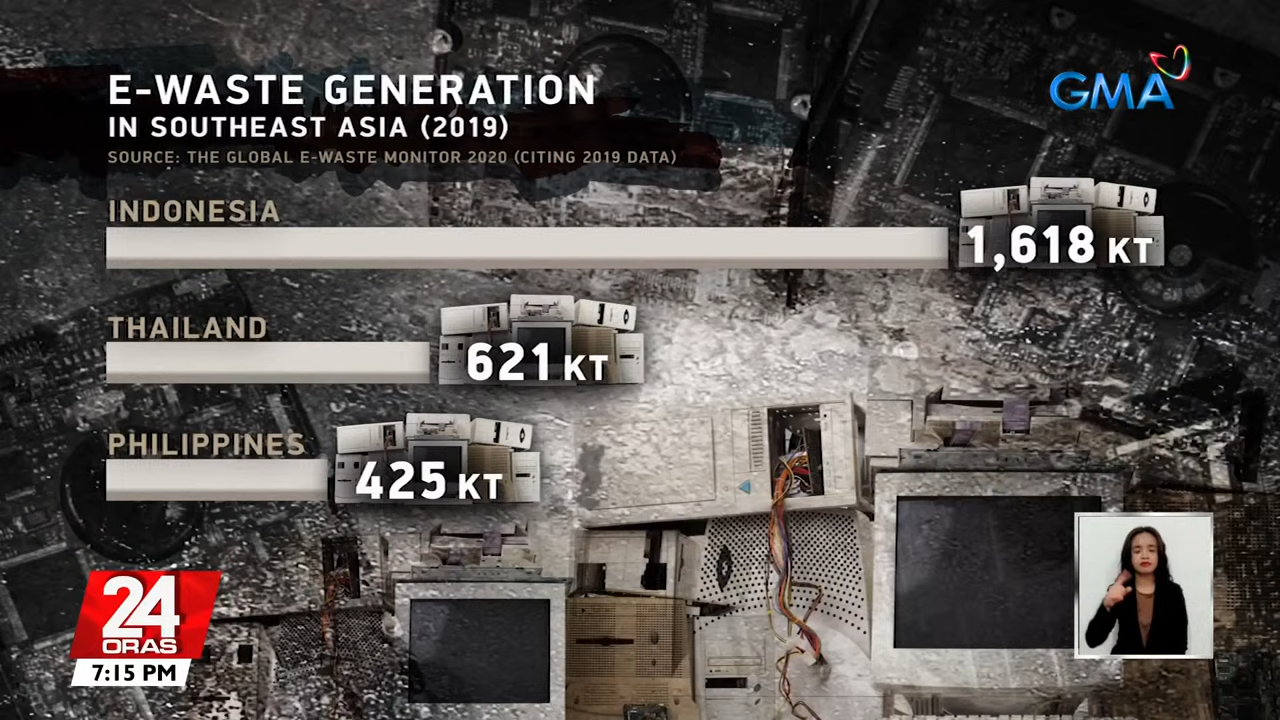 E-WASTE GENERATION
IN SOUTHEAST ASIA (2019)
SOURCE: THE GLOBAL E-WASTE MONITOR 2020 (CITING 2019 DATA)
GMA
INDONESIA
1,618 KT
THAILAND
621 KT
PHILIPPINES
425 KT
24
ORAS
7:15 PM